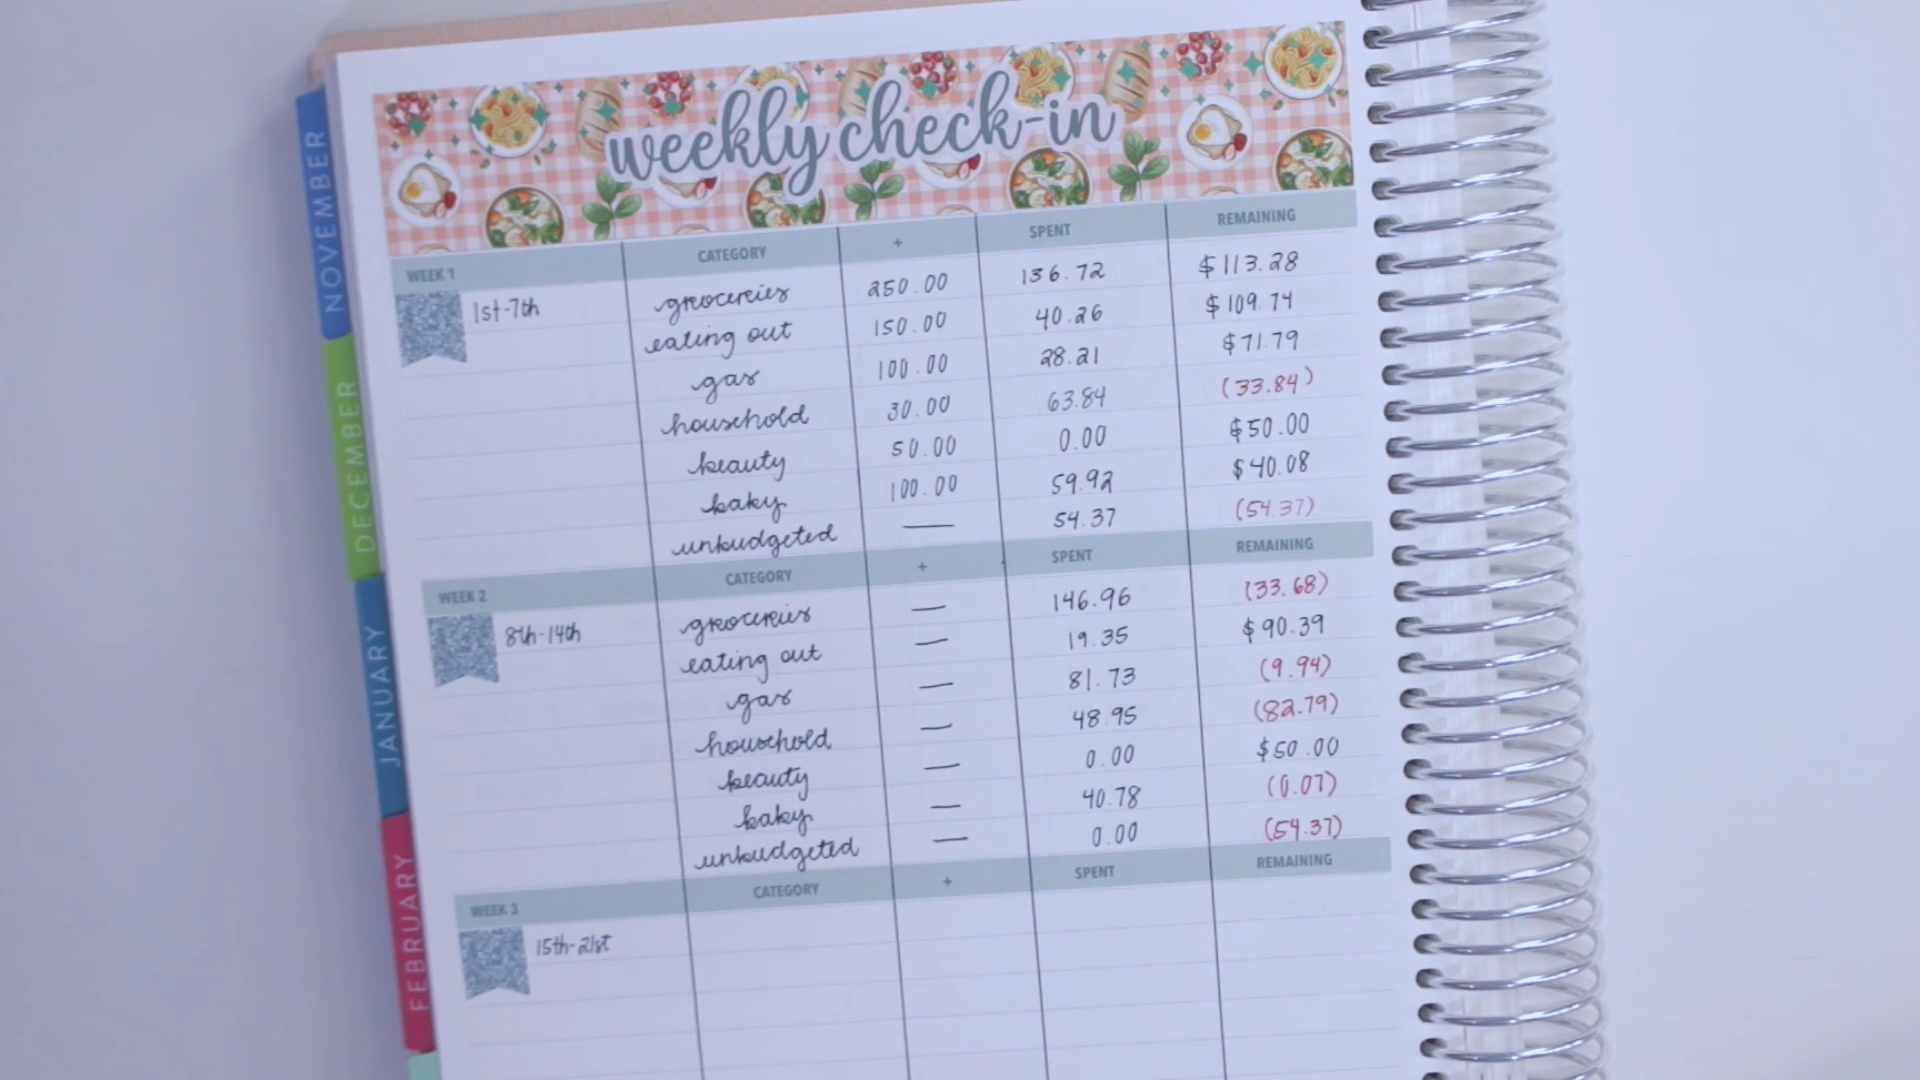 weekly check-in
WEEK 1 CATEGORY + SPENT REMAINING
1st-7th groceries 250.00 136.72 $113.28
eating out 150.00 40.26 $109.74
gas 100.00 28.21 $71.79
household 30.00 63.84 (33.84)
beauty 50.00 0.00 $50.00
baby 100.00 59.92 $40.08
unbudgeted — 54.37 (54.37)
WEEK 2 CATEGORY + SPENT REMAINING
8th-14th groceries — 146.96 (33.68)
eating out — 19.35 $90.39
gas — 81.73 (9.94)
household — 48.95 (82.79)
beauty — 0.00 $50.00
baby — 40.78 (0.07)
unbudgeted — 0.00 (54.37)
WEEK 3 CATEGORY + SPENT REMAINING
15th-21st
NOVEMBER
DECEMBER
JANUARY
FEBRUARY